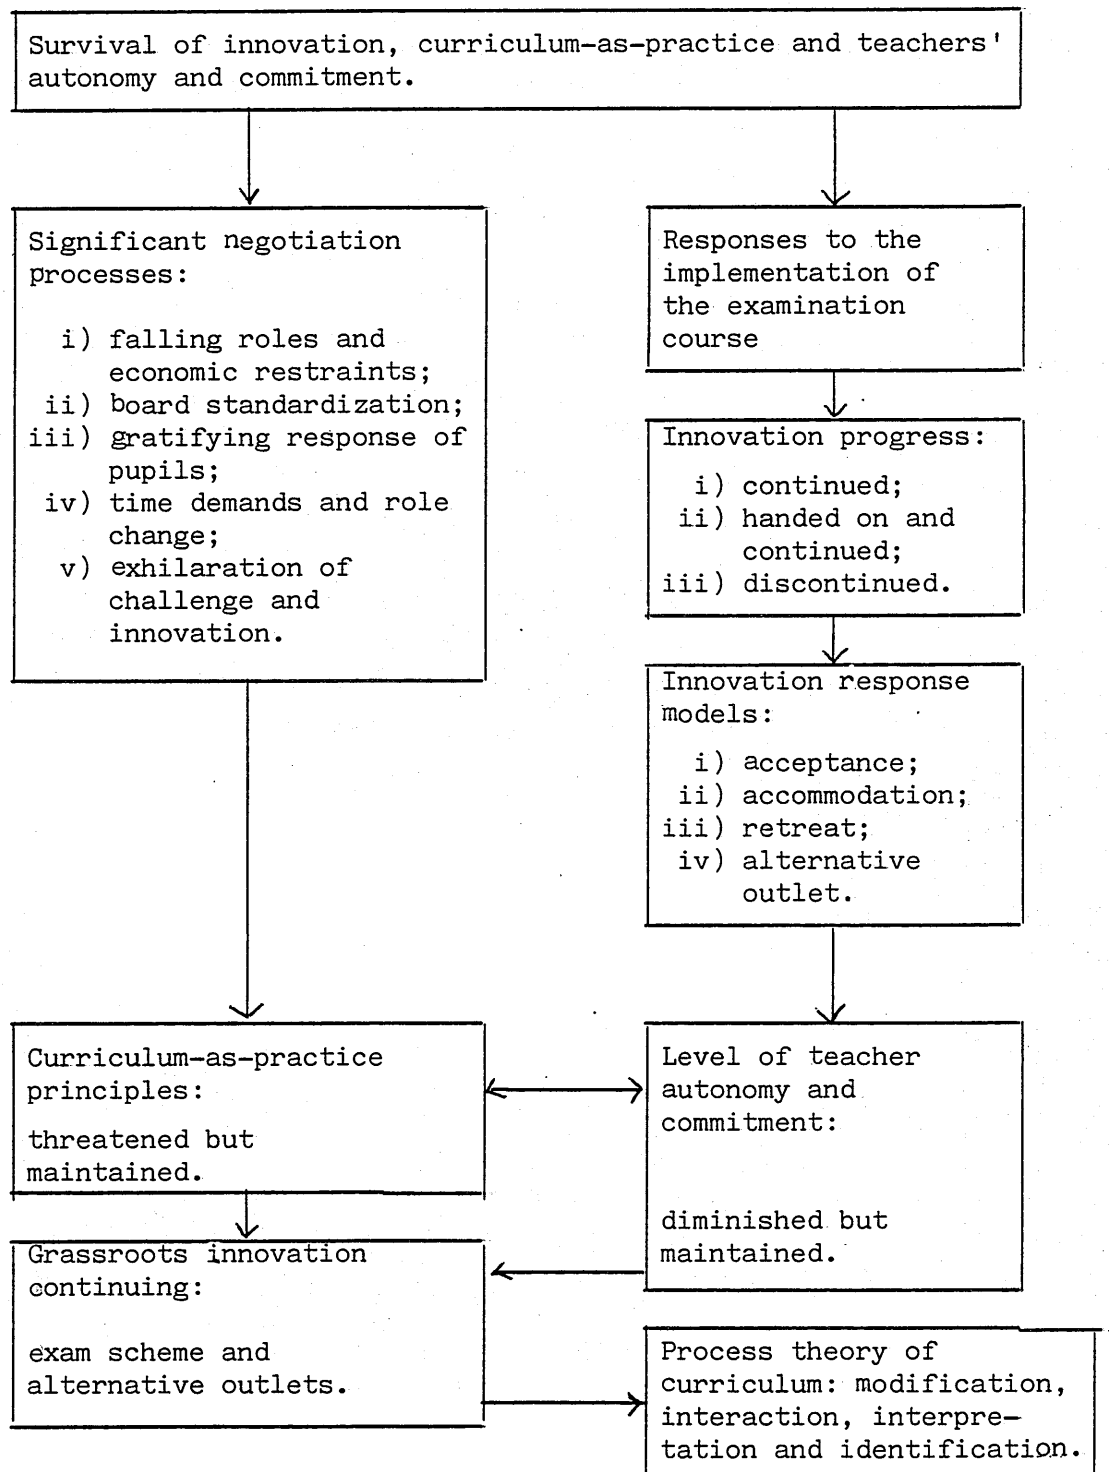 Survival of innovation, curriculum-as-practice and teachers'
autonomy and commitment.
Significant negotiation
processes:
i) falling roles and
economic restraints;
ii) board standardization;
iii) gratifying response of
pupils;
iv) time demands and role
change;
v) exhilaration of
challenge and
innovation.
Responses to the
implementation of
the examination
course
Innovation progress:
i) continued;
ii) handed on and
continued;
iii) discontinued.
Innovation response
models:
i) acceptance;
ii) accommodation;
iii) retreat;
iv) alternative
outlet.
Curriculum-as-practice
principles:
threatened but
maintained.
Level of teacher
autonomy and
commitment:
diminished but
maintained.
Grassroots innovation
continuing:
exam scheme and
alternative outlets.
Process theory of
curriculum: modification,
interaction, interpre-
tation and identification.